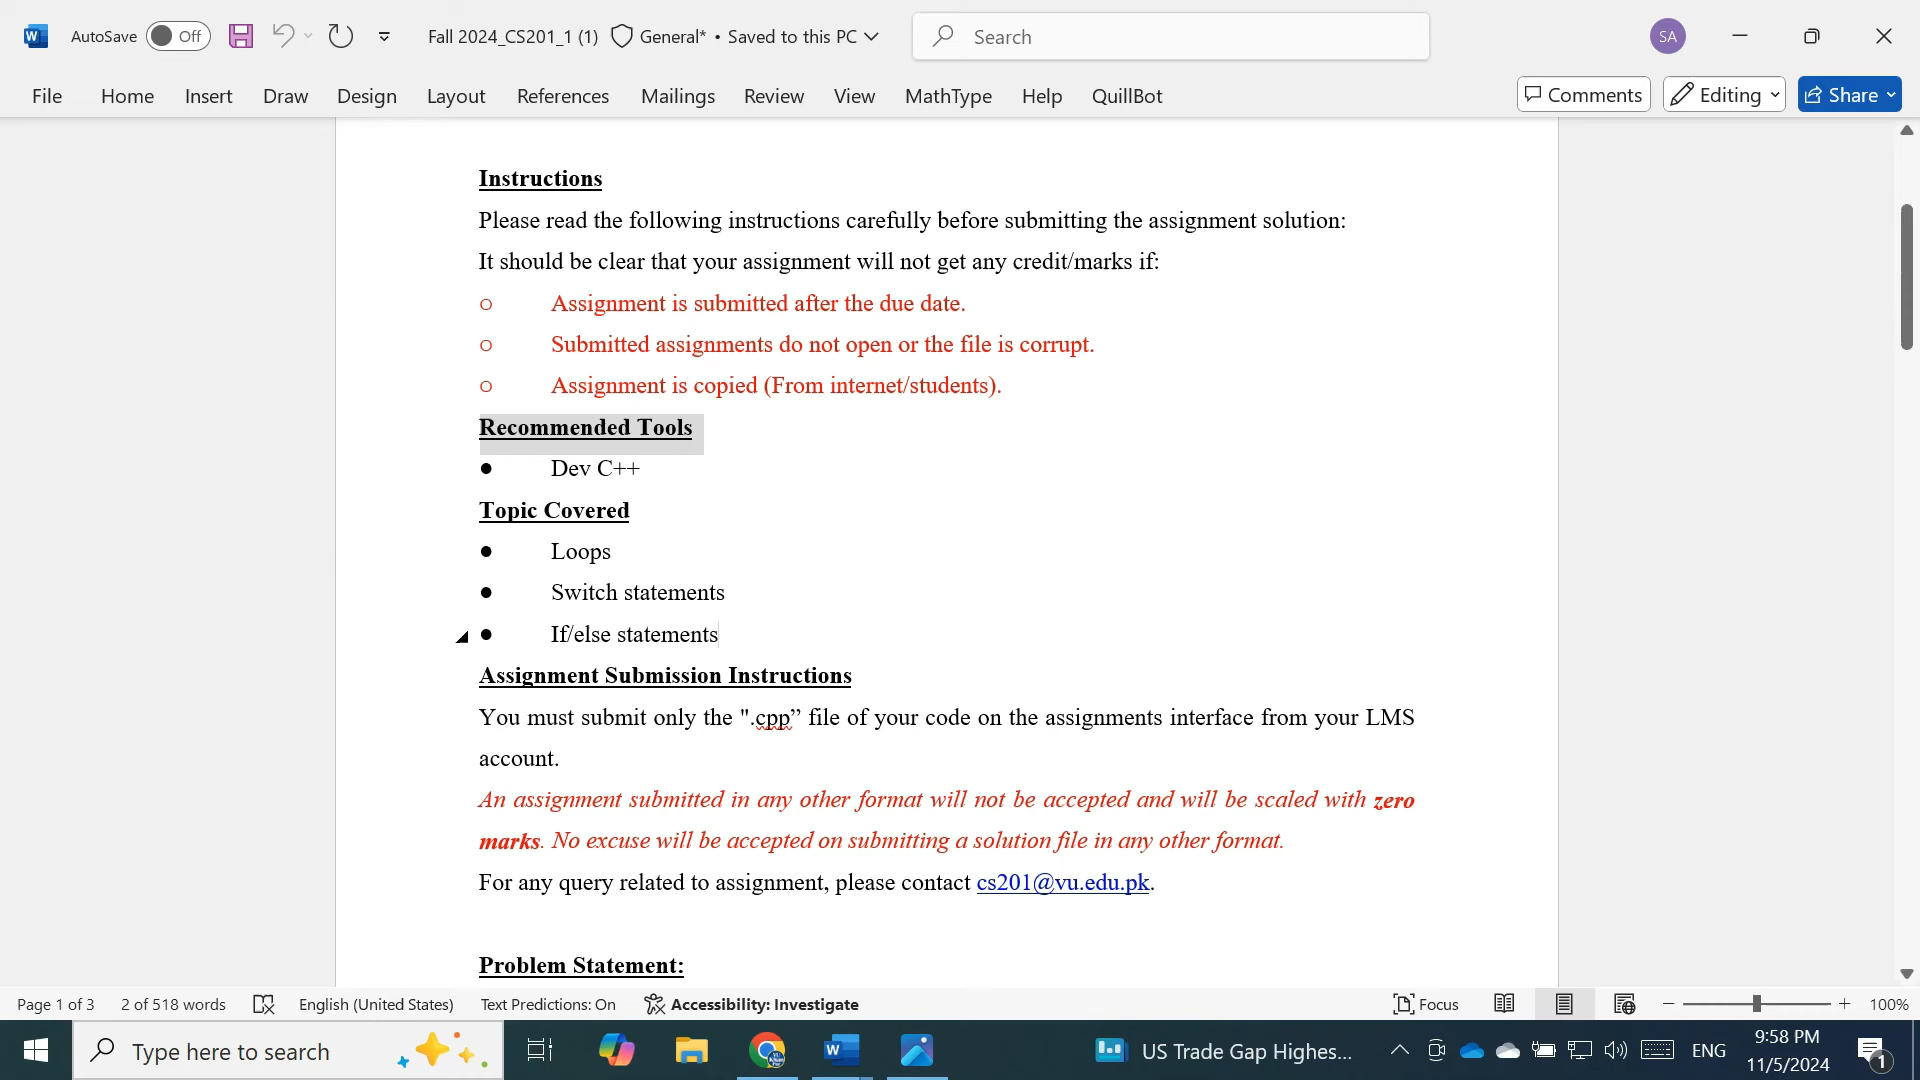 AutoSave Off Fall 2024_CS201_1 (1) General* • Saved to this PC Search SA
File Home Insert Draw Design Layout References Mailings Review View MathType Help QuillBot Comments Editing Share
Instructions
Please read the following instructions carefully before submitting the assignment solution:
It should be clear that your assignment will not get any credit/marks if:
o Assignment is submitted after the due date.
o Submitted assignments do not open or the file is corrupt.
o Assignment is copied (From internet/students).
Recommended Tools
● Dev C++
Topic Covered
● Loops
● Switch statements
● If/else statements
Assignment Submission Instructions
You must submit only the ".cpp” file of your code on the assignments interface from your LMS
account.
An assignment submitted in any other format will not be accepted and will be scaled with zero
marks. No excuse will be accepted on submitting a solution file in any other format.
For any query related to assignment, please contact cs201@vu.edu.pk.
Problem Statement:
Page 1 of 3 2 of 518 words English (United States) Text Predictions: On Accessibility: Investigate Focus 100%
Type here to search US Trade Gap Highes... ENG 9:58 PM
11/5/2024 1